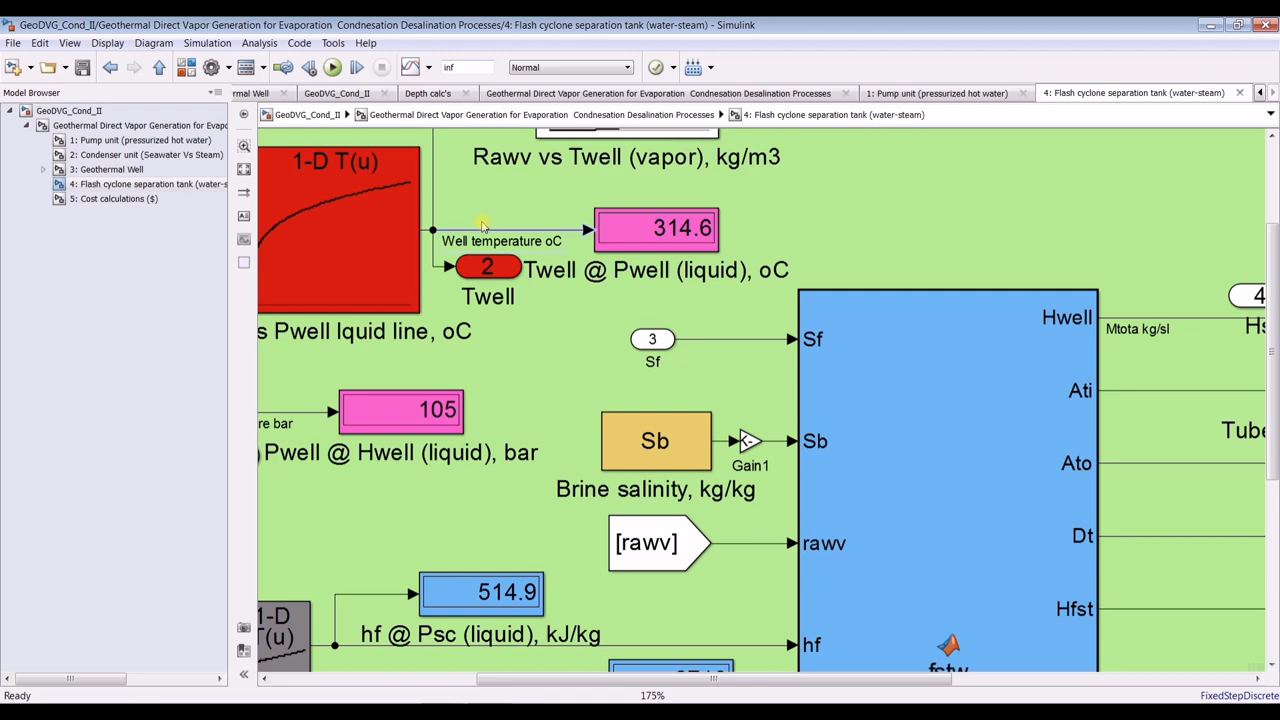 GeoDVG_Cond_II/Geothermal Direct Vapor Generation for Evaporation  Condnesation Desalination Processes/4: Flash cyclone separation tank (water-steam) - Simulink
File Edit View Display Diagram Simulation Analysis Code Tools Help
inf
Normal
Model Browser
rmal Well
GeoDVG_Cond_II
Depth calc's
Geothermal Direct Vapor Generation for Evaporation  Condnesation Desalination Processes
1: Pump unit (pressurized hot water)
4: Flash cyclone separation tank (water-steam)
GeoDVG_Cond_II
Geothermal Direct Vapor Generation for Evaporation  Condnesation Desalination Processes
4: Flash cyclone separation tank (water-steam)
GeoDVG_Cond_II
Geothermal Direct Vapor Generation for Evapo
1: Pump unit (pressurized hot water)
2: Condenser unit (Seawater Vs Steam)
3: Geothermal Well
4: Flash cyclone separation tank (water-s
5: Cost calculations ($)
Rawv vs Twell (vapor), kg/m3
1-D T(u)
314.6
Well temperature oC
2
Twell @ Pwell (liquid), oC
Twell
s Pwell lquid line, oC
3
Sf
Sf
Hwell
Mtota kg/sl
4
Hs
Ati
105
re bar
Pwell @ Hwell (liquid), bar
Sb
K-
Gain1
Sb
Brine salinity, kg/kg
Tube
Ato
[rawv]
rawv
Dt
514.9
hf @ Psc (liquid), kJ/kg
1-D
T(u)
hf
Hfst
fstw
Ready
175%
FixedStepDiscrete